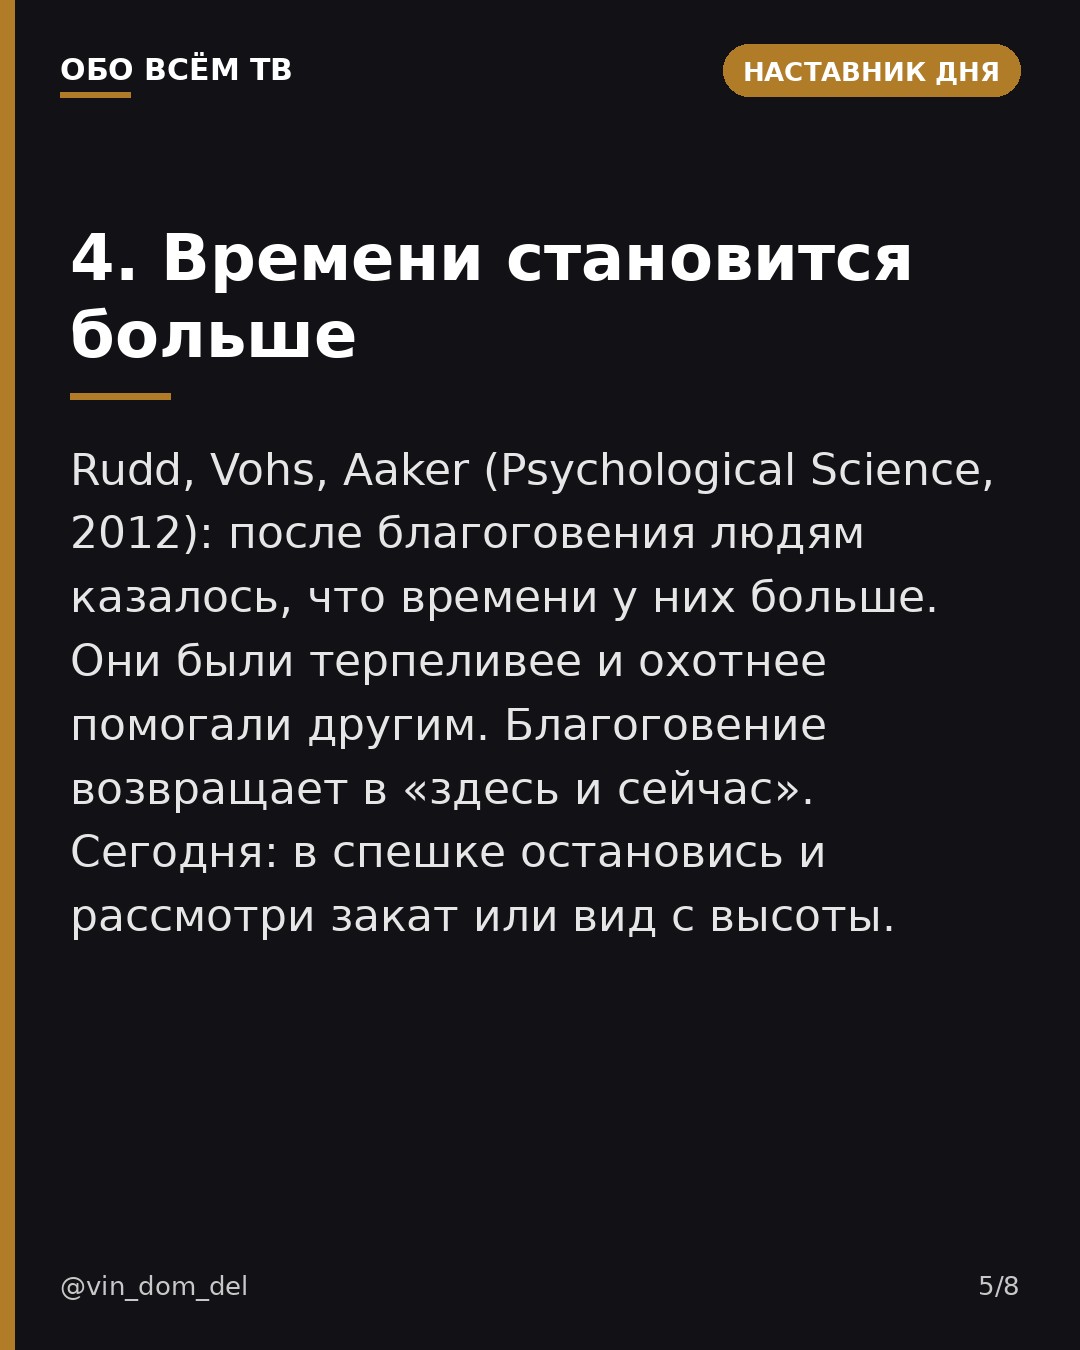 ОБО ВСЁМ ТВ
НАСТАВНИК ДНЯ
4. Времени становится
больше
Rudd, Vohs, Aaker (Psychological Science,
2012): после благоговения людям
казалось, что времени у них больше.
Они были терпеливее и охотнее
помогали другим. Благоговение
возвращает в «здесь и сейчас».
Сегодня: в спешке остановись и
рассмотри закат или вид с высоты.
@vin_dom_del
5/8